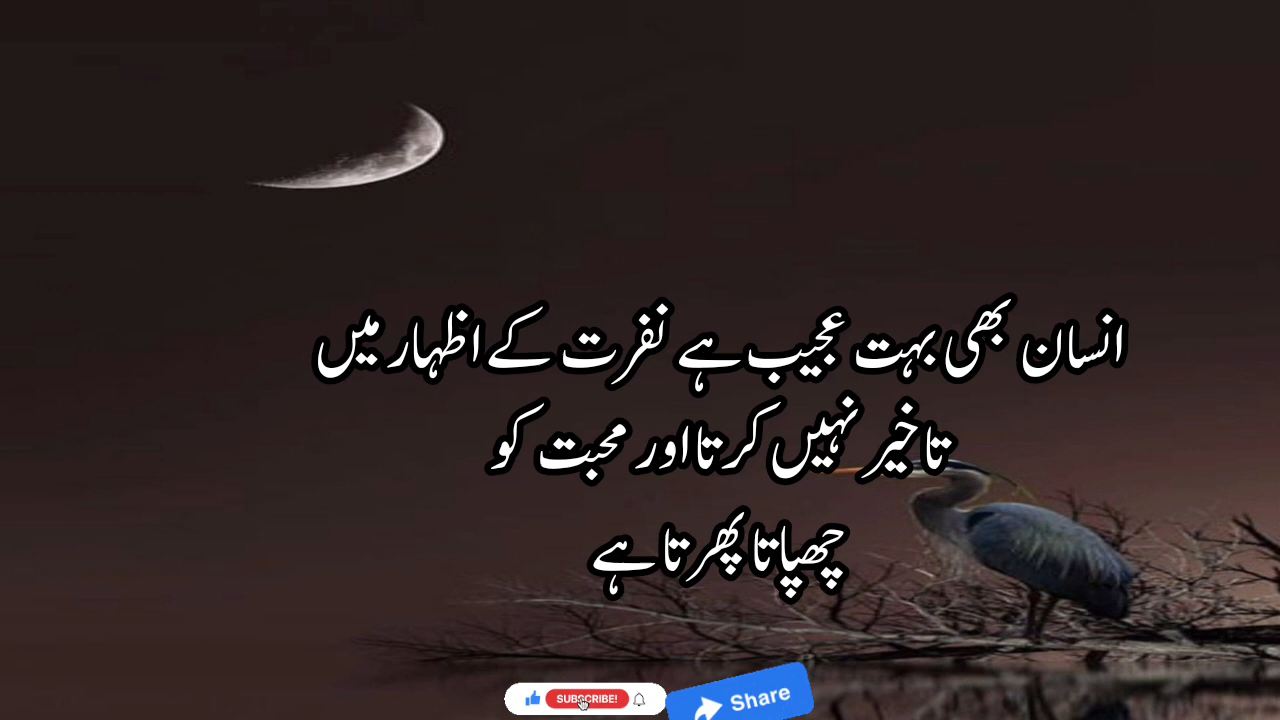 انسان بھی بہت عجیب ہے نفرت کے اظہار میں
تاخیر نہیں کرتا اور محبت کو
چھپاتا پھرتا ہے
SUBSCRIBE!
Share